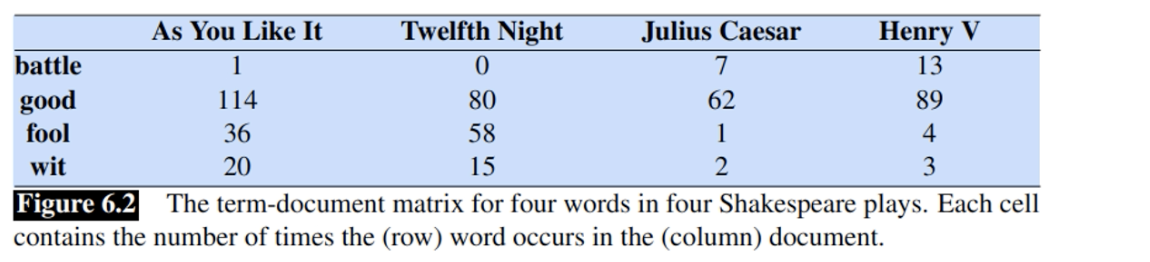 As You Like It Twelfth Night Julius Caesar Henry V
battle 1 0 7 13
good 114 80 62 89
fool 36 58 1 4
wit 20 15 2 3
Figure 6.2 The term-document matrix for four words in four Shakespeare plays. Each cell
contains the number of times the (row) word occurs in the (column) document.